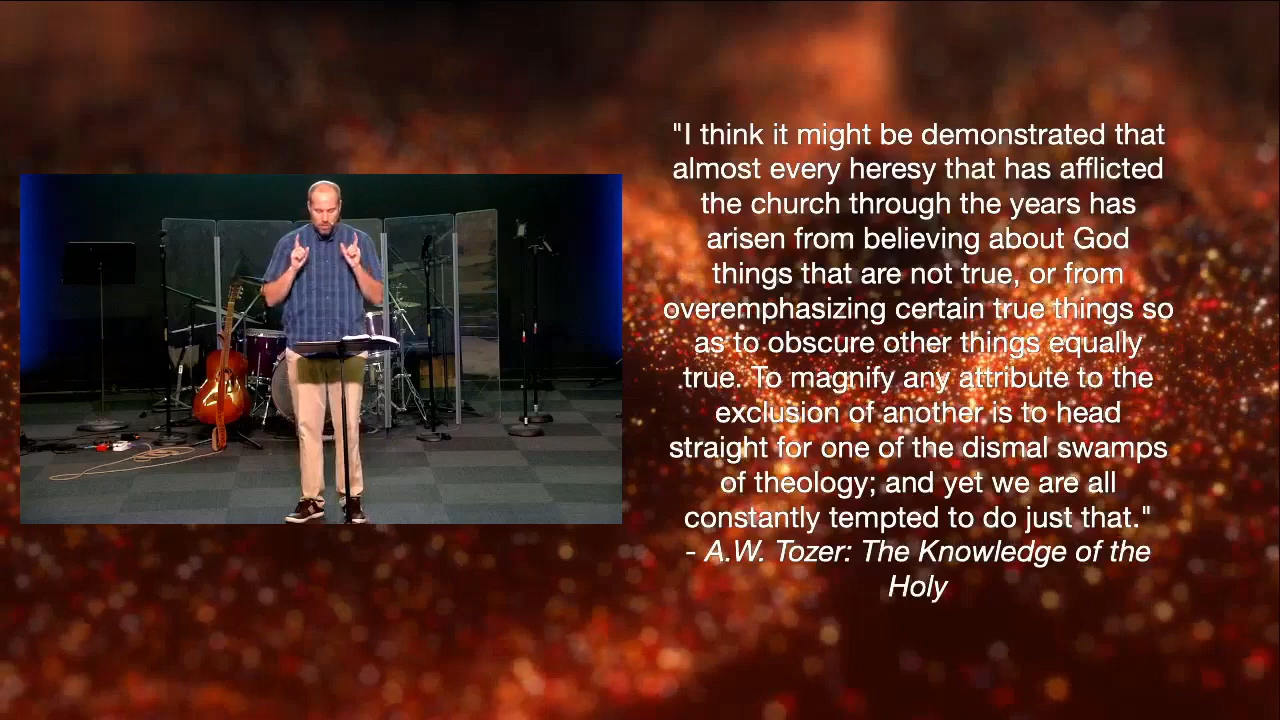 "I think it might be demonstrated that
almost every heresy that has afflicted
the church through the years has
arisen from believing about God
things that are not true, or from
overemphasizing certain true things so
as to obscure other things equally
true. To magnify any attribute to the
exclusion of another is to head
straight for one of the dismal swamps
of theology; and yet we are all
constantly tempted to do just that."
- A.W. Tozer: The Knowledge of the
Holy